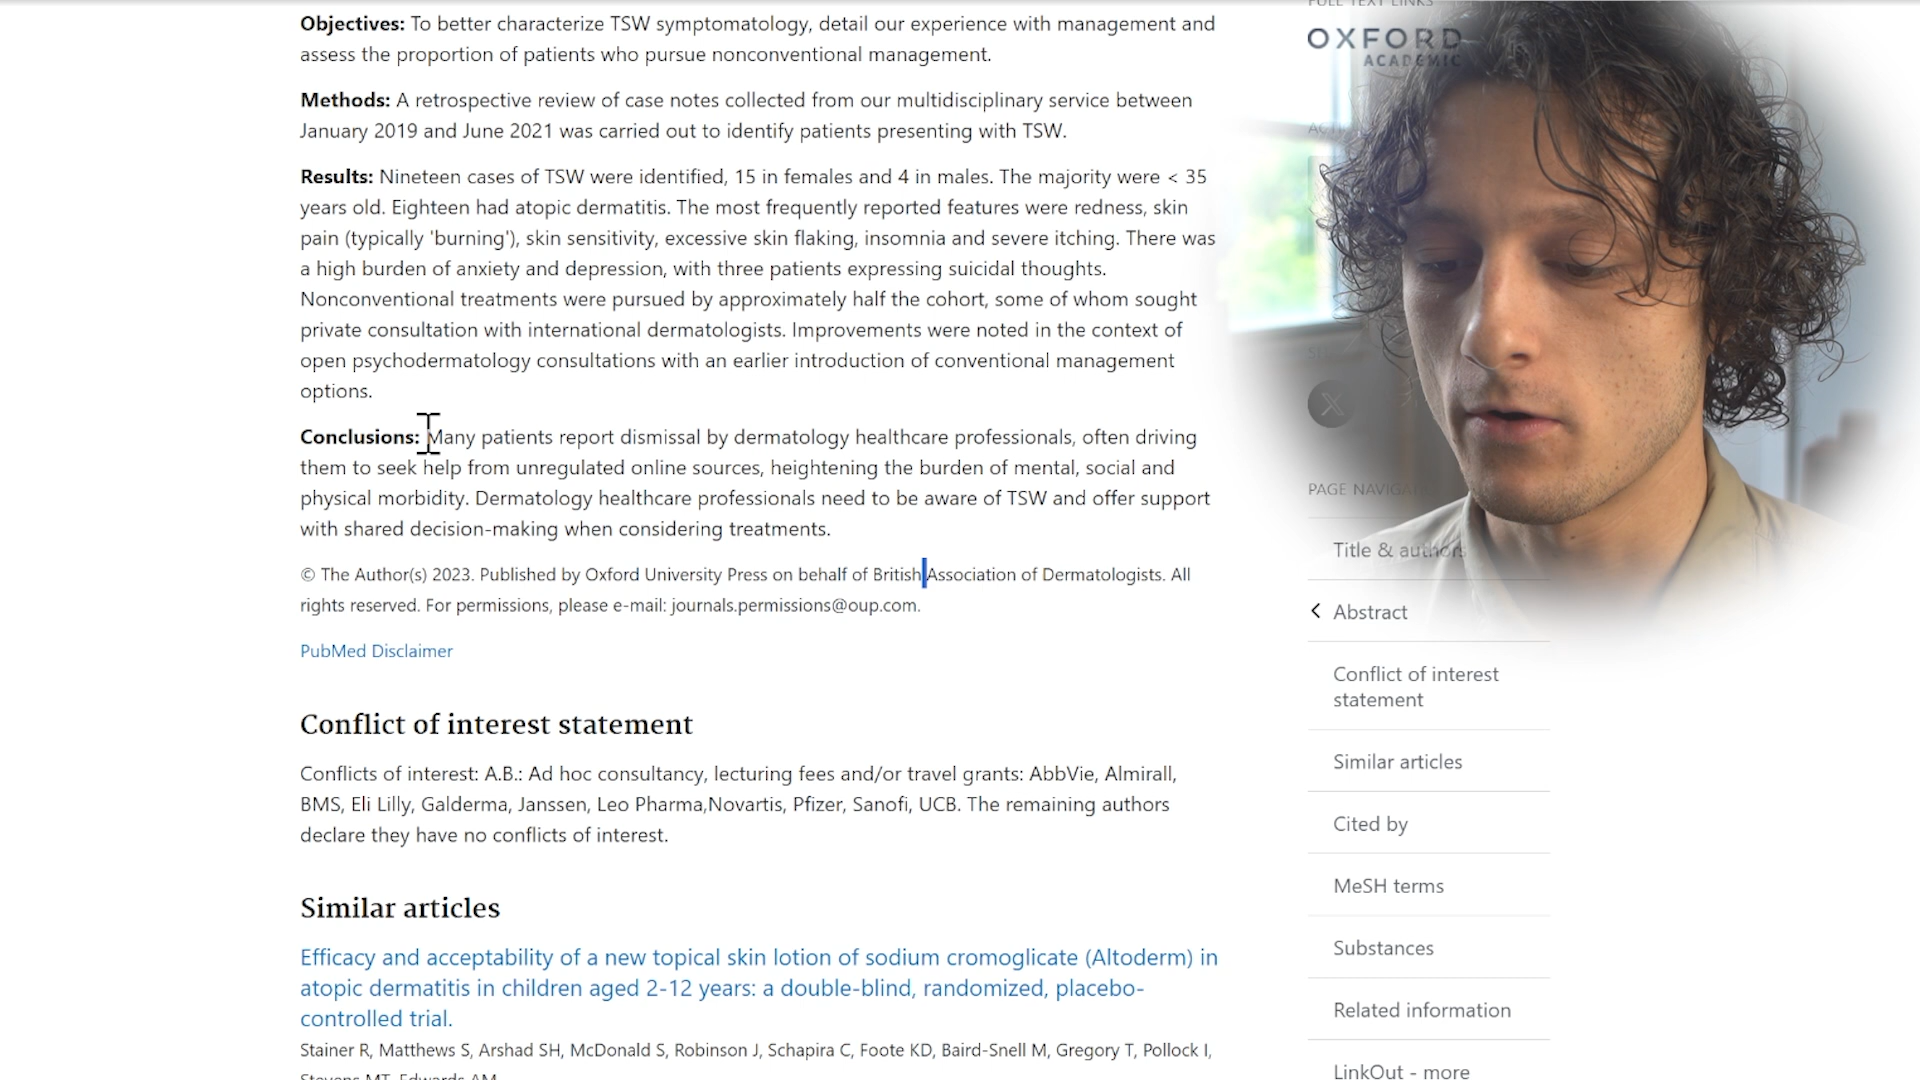 Objectives: To better characterize TSW symptomatology, detail our experience with management and
assess the proportion of patients who pursue nonconventional management.
Methods: A retrospective review of case notes collected from our multidisciplinary service between
January 2019 and June 2021 was carried out to identify patients presenting with TSW.
Results: Nineteen cases of TSW were identified, 15 in females and 4 in males. The majority were < 35
years old. Eighteen had atopic dermatitis. The most frequently reported features were redness, skin
pain (typically 'burning'), skin sensitivity, excessive skin flaking, insomnia and severe itching. There was
a high burden of anxiety and depression, with three patients expressing suicidal thoughts.
Nonconventional treatments were pursued by approximately half the cohort, some of whom sought
private consultation with international dermatologists. Improvements were noted in the context of
open psychodermatology consultations with an earlier introduction of conventional management
options.
Conclusions: Many patients report dismissal by dermatology healthcare professionals, often driving
them to seek help from unregulated online sources, heightening the burden of mental, social and
physical morbidity. Dermatology healthcare professionals need to be aware of TSW and offer support
with shared decision-making when considering treatments.
© The Author(s) 2023. Published by Oxford University Press on behalf of British Association of Dermatologists. All
rights reserved. For permissions, please e-mail: journals.permissions@oup.com.
PubMed Disclaimer
Conflict of interest statement
Conflicts of interest: A.B.: Ad hoc consultancy, lecturing fees and/or travel grants: AbbVie, Almirall,
BMS, Eli Lilly, Galderma, Janssen, Leo Pharma,Novartis, Pfizer, Sanofi, UCB. The remaining authors
declare they have no conflicts of interest.
Similar articles
Efficacy and acceptability of a new topical skin lotion of sodium cromoglicate (Altoderm) in
atopic dermatitis in children aged 2-12 years: a double-blind, randomized, placebo-
controlled trial.
Stainer R, Matthews S, Arshad SH, McDonald S, Robinson J, Schapira C, Foote KD, Baird-Snell M, Gregory T, Pollock I,
Stevens MT, Edwards AM.
FULL TEXT LINKS
OXFORD
ACADEMIC
PAGE
Title & authors
Abstract
Conflict of interest
statement
Similar articles
Cited by
MeSH terms
Substances
Related information
LinkOut - more